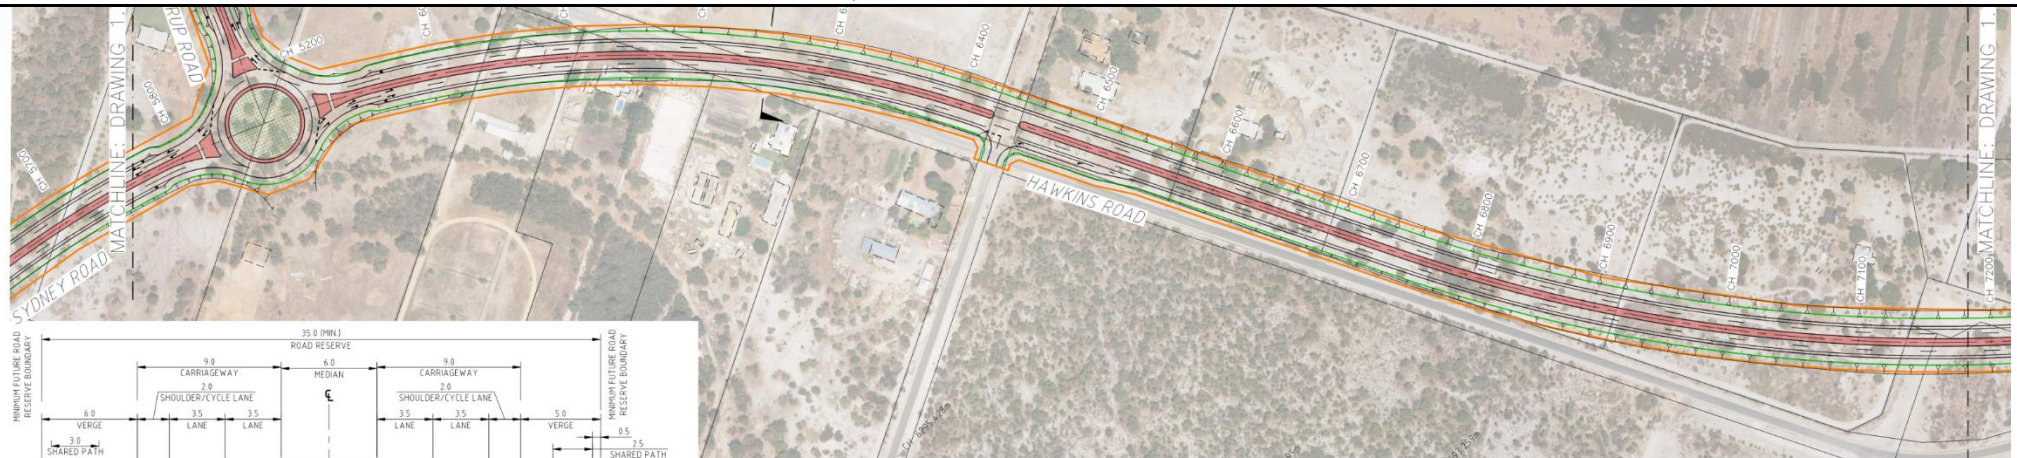 MATCHLINE: DRAWING 1.
RUP ROAD
CH 5200
CH 5800
CH 5700
SYDNEY ROAD
CH 6400
CH 6500
CH 6600
CH 6700
CH 6800
CH 6900
CH 7000
CH 7100
CH 7200
HAWKINS ROAD
MATCHLINE: DRAWING 1.
35.0 (MIN.)
ROAD RESERVE
MINIMUM FUTURE ROAD
RESERVE BOUNDARY
MINIMUM FUTURE ROAD
RESERVE BOUNDARY
9.0
CARRIAGEWAY
6.0
MEDIAN
9.0
CARRIAGEWAY
2.0
SHOULDER/CYCLE LANE
2.0
SHOULDER/CYCLE LANE
℄
6.0
VERGE
3.5
LANE
3.5
LANE
3.5
LANE
3.5
LANE
5.0
VERGE
3.0
SHARED PATH
0.5
2.5
SHARED PATH